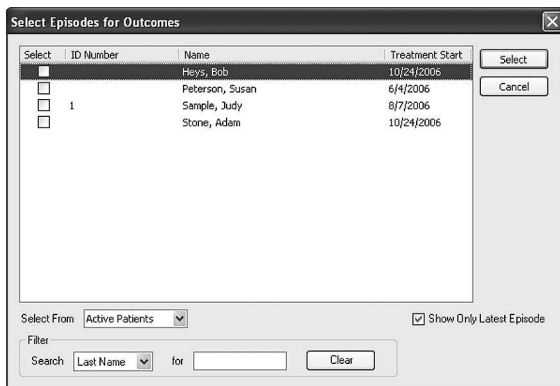 Select Episodes for Outcomes
Select ID Number Name Treatment Start
Heys, Bob 10/24/2006
Peterson, Susan 6/4/2006
1 Sample, Judy 8/7/2006
Stone, Adam 10/24/2006
Select
Cancel
Select From Active Patients
Show Only Latest Episode
Filter
Search Last Name for Clear